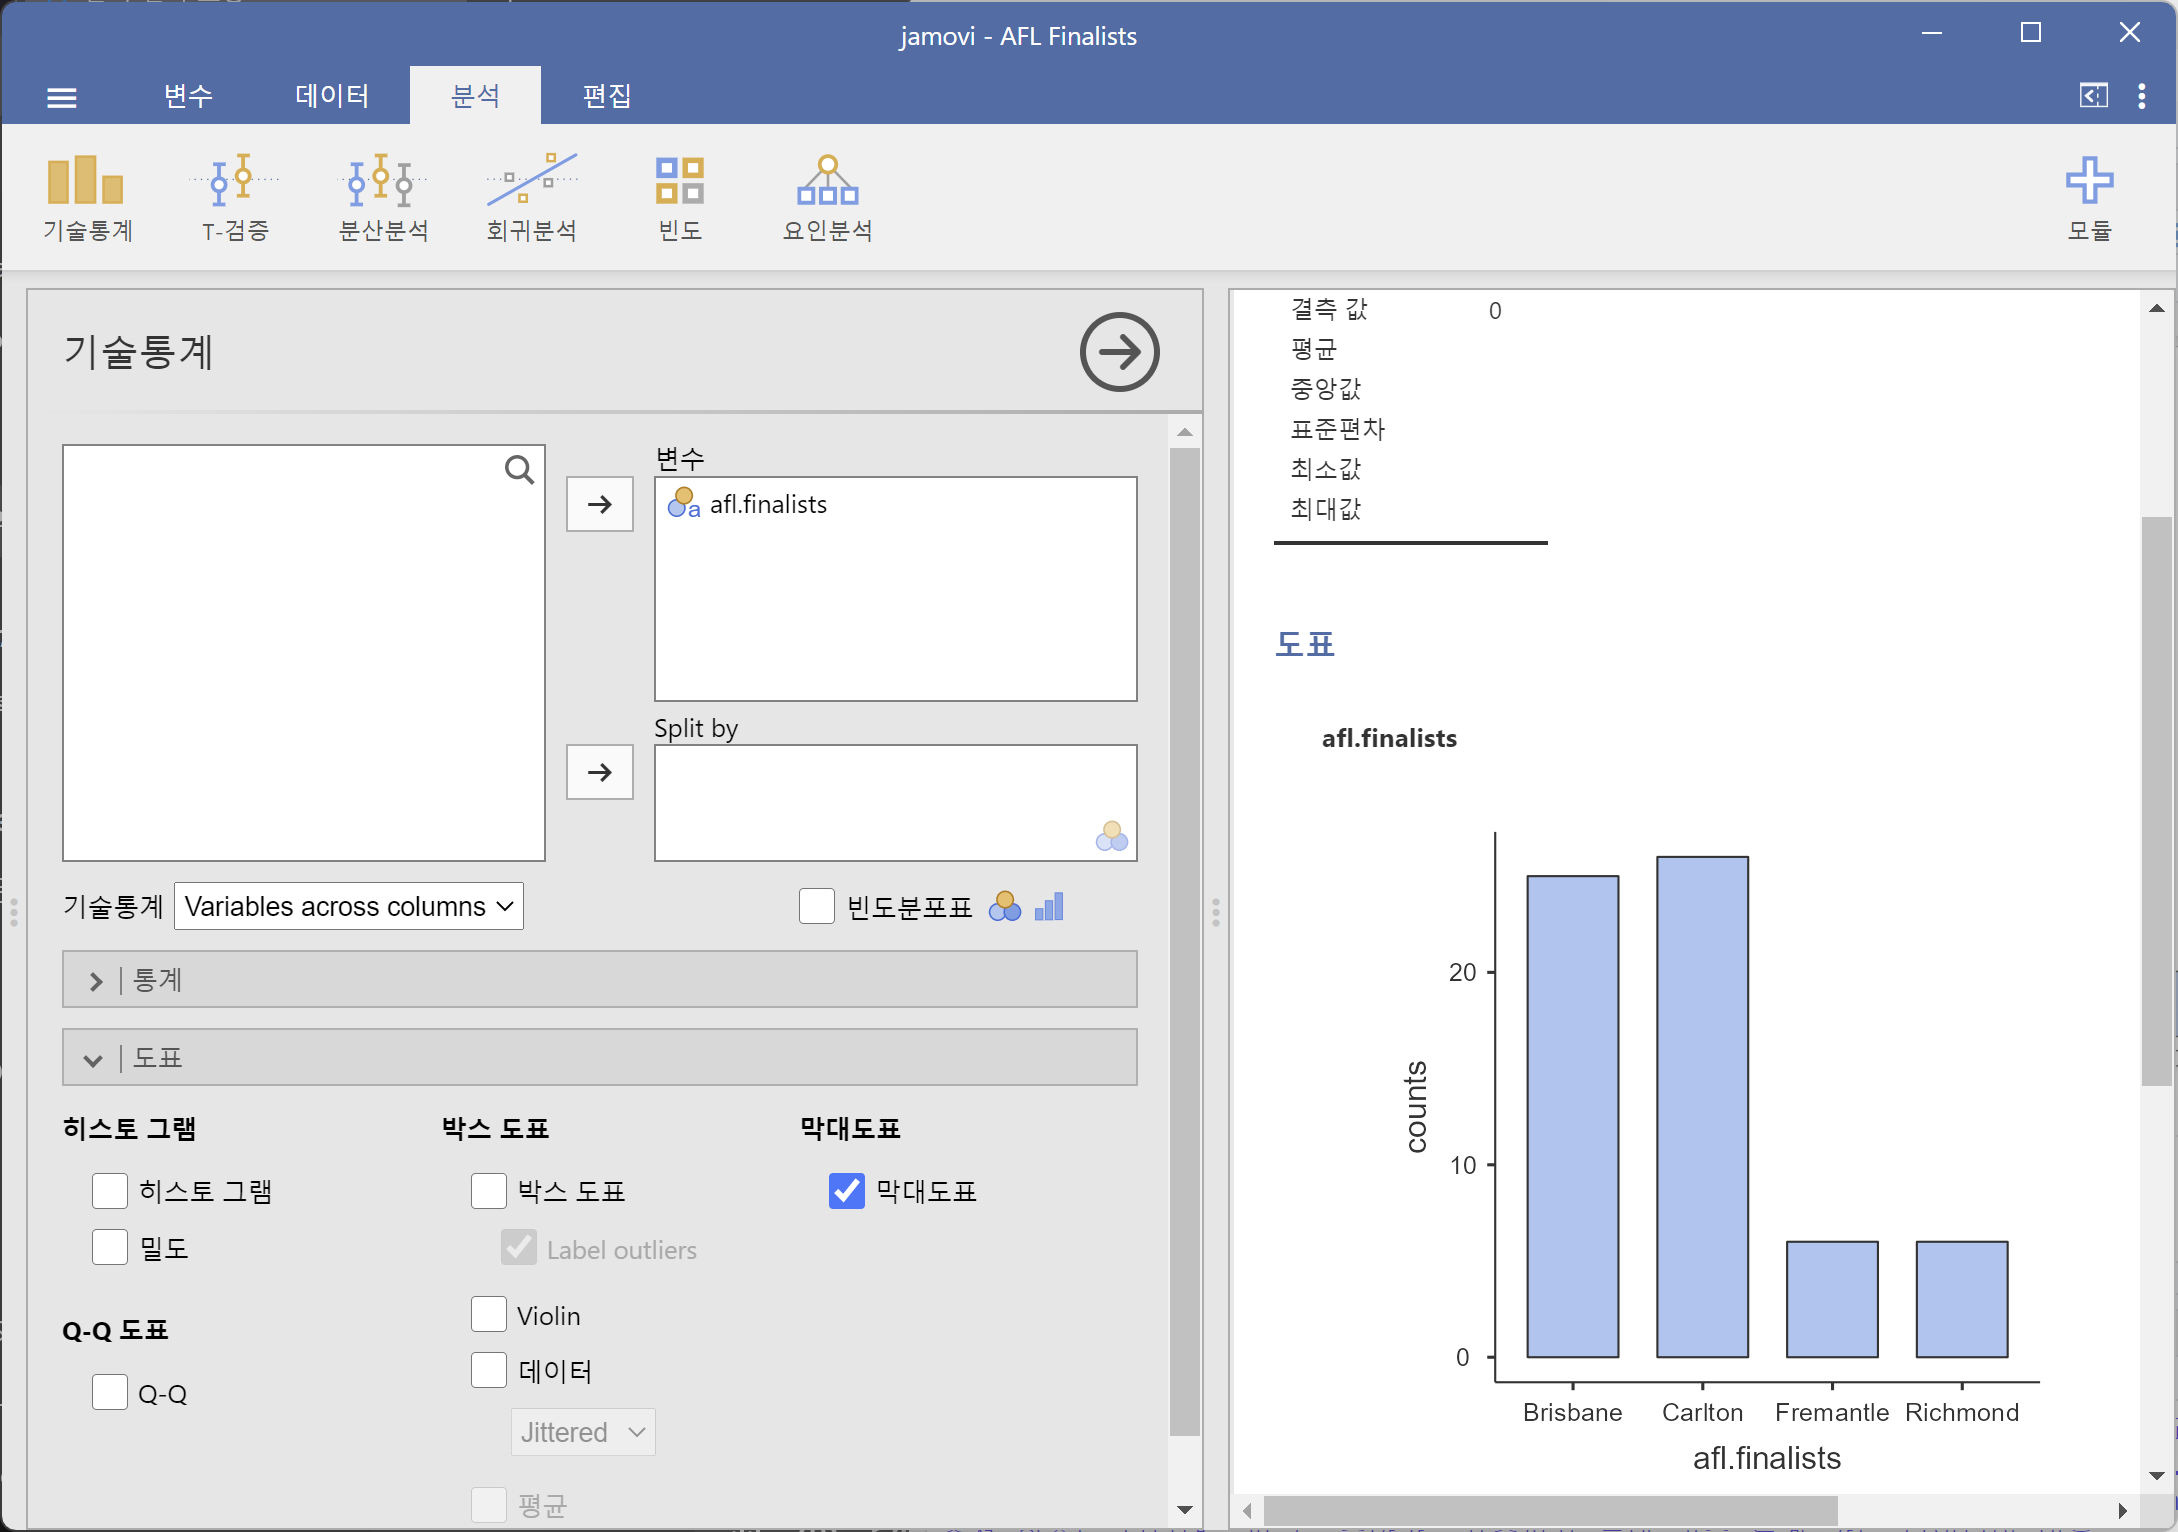 jamovi - AFL Finalists
변수 데이터 분석 편집
기술통계 T-검증 분산분석 회귀분석 빈도 요인분석 모듈
기술통계
변수
afl.finalists
Split by
기술통계 Variables across columns 빈도분포표
통계
도표
히스토 그램 박스 도표 막대도표
히스토 그램 박스 도표 막대도표
밀도 Label outliers
Violin
Q-Q 도표
데이터
Q-Q
Jittered
평균
결측 값 0
평균
중앙값
표준편차
최소값
최대값
도표
afl.finalists
20
10
0
counts
Brisbane Carlton Fremantle Richmond
afl.finalists